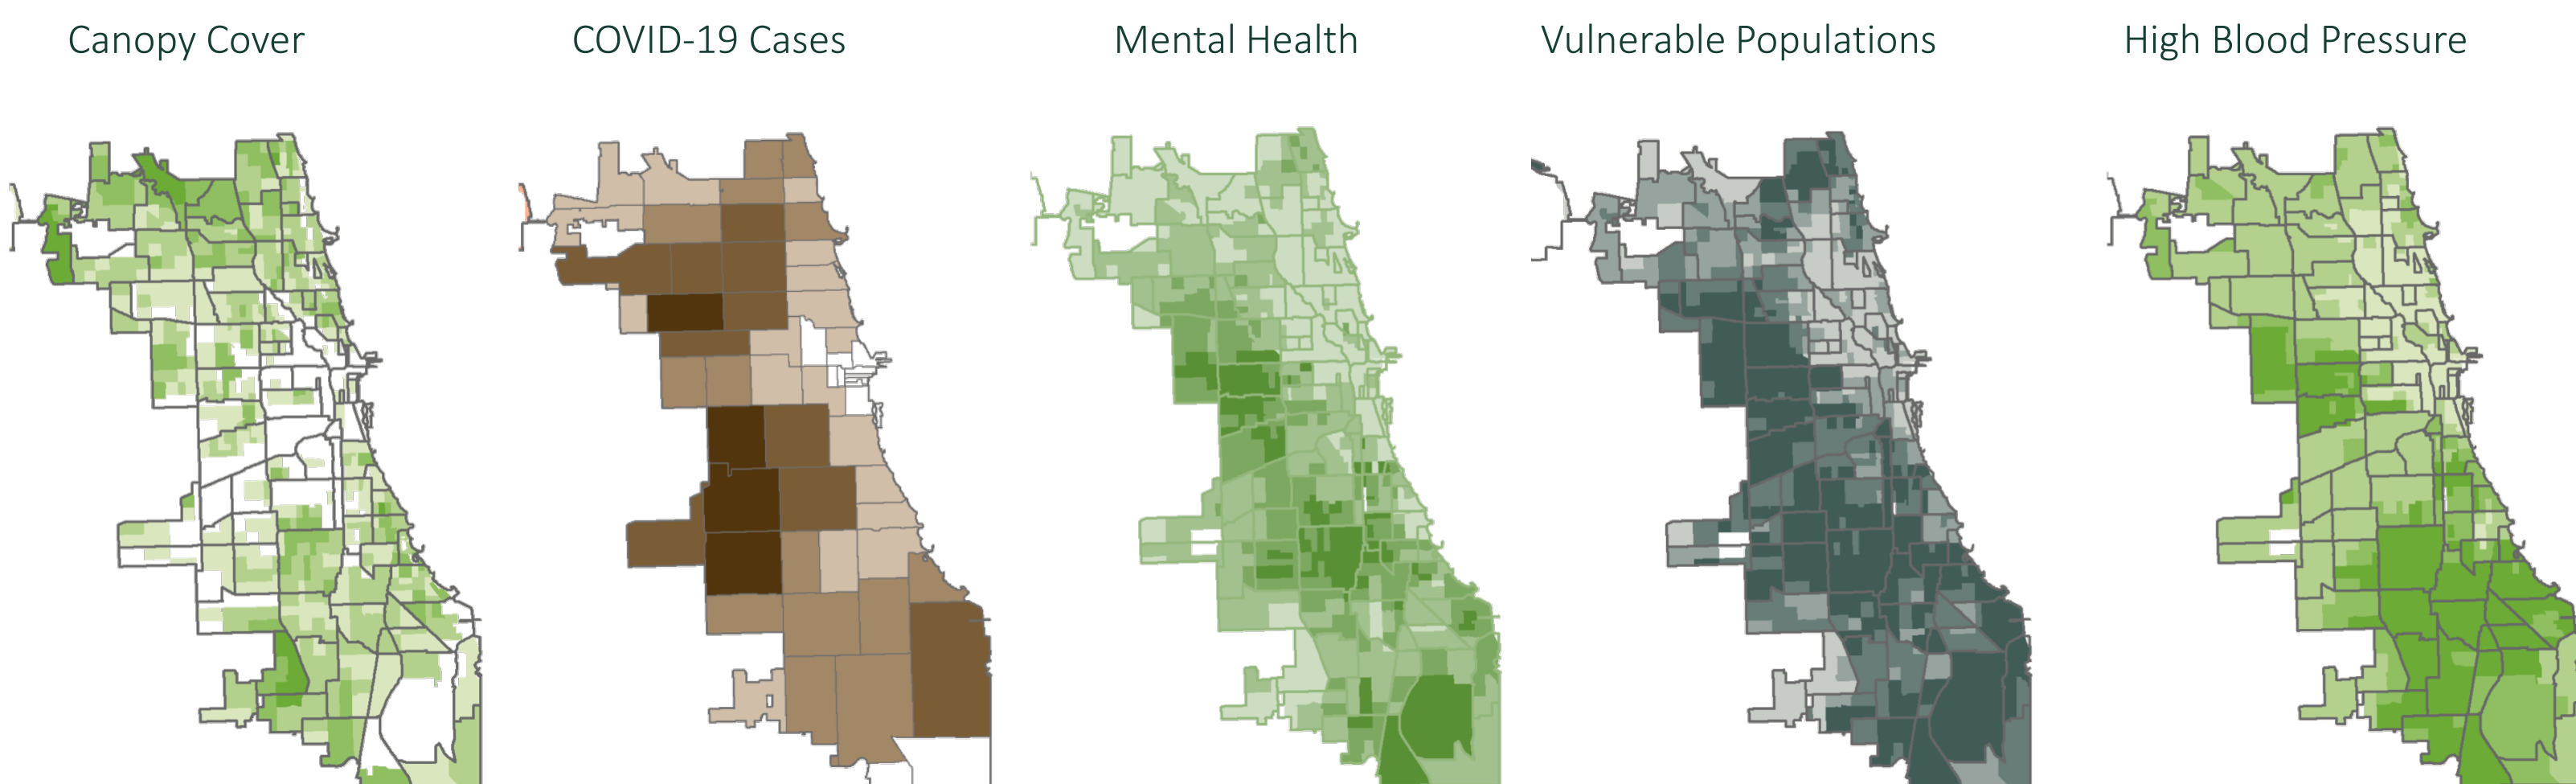 Canopy Cover
COVID-19 Cases
Mental Health
Vulnerable Populations
High Blood Pressure